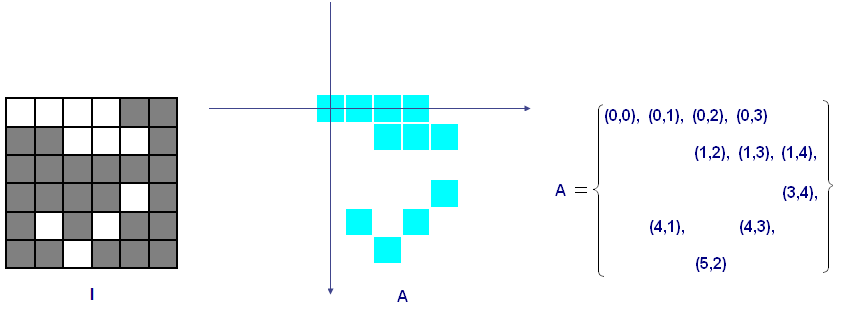 (0,0), (0,1), (0,2), (0,3)
(1,2), (1,3), (1,4),
A =
(3,4),
(4,1), (4,3),
(5,2)
I
A